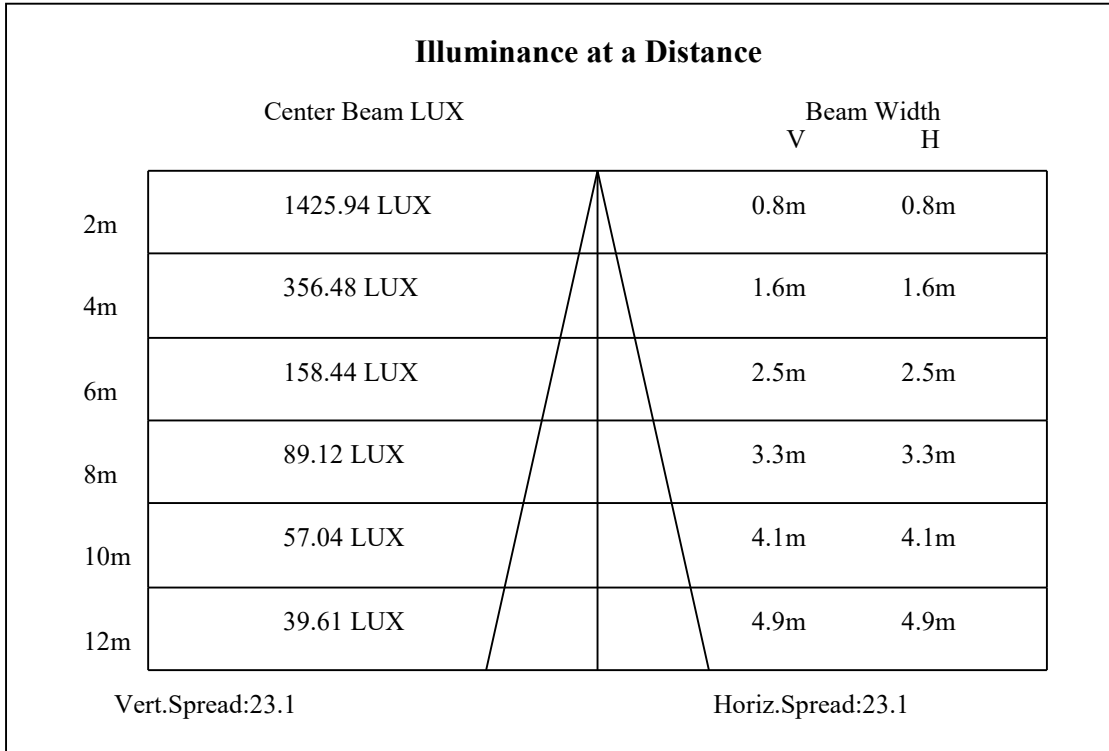 Illuminance at a Distance
Center Beam LUX Beam Width
V H
2m 1425.94 LUX 0.8m 0.8m
4m 356.48 LUX 1.6m 1.6m
6m 158.44 LUX 2.5m 2.5m
8m 89.12 LUX 3.3m 3.3m
10m 57.04 LUX 4.1m 4.1m
12m 39.61 LUX 4.9m 4.9m
Vert.Spread:23.1 Horiz.Spread:23.1